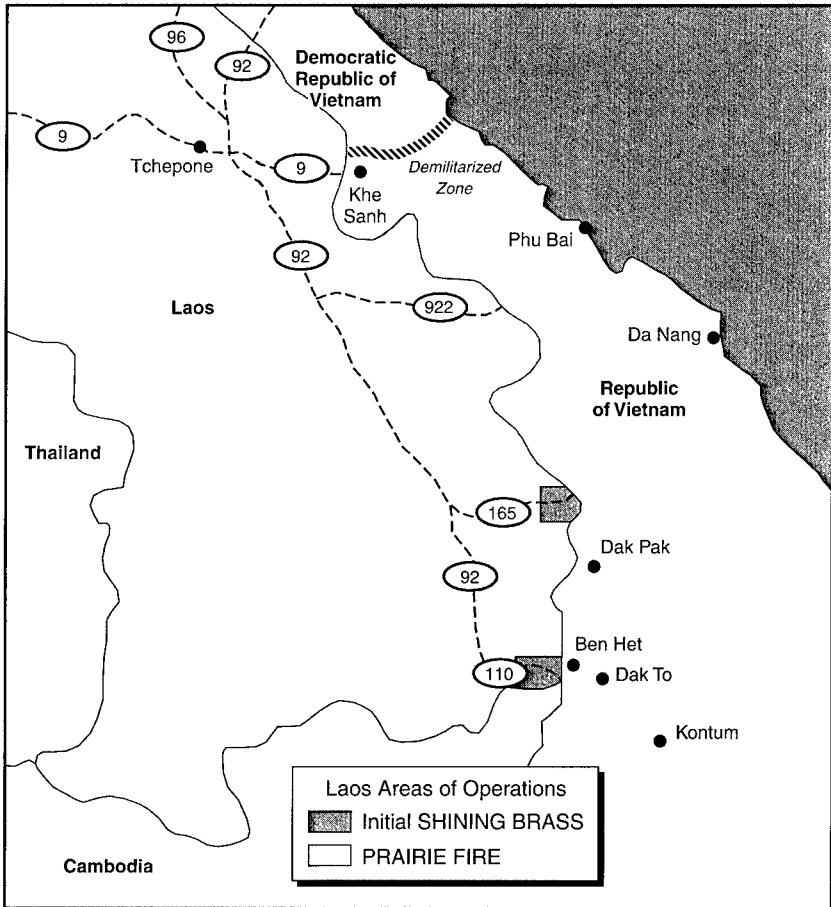 96
92
Democratic
Republic of
Vietnam
9
Tchepone
9
Demilitarized
Zone
Khe
Sanh
Phu Bai
92
Laos
922
Da Nang
Republic
of Vietnam
Thailand
165
Dak Pak
92
Ben Het
110
Dak To
Kontum
Laos Areas of Operations
Initial SHINING BRASS
PRAIRIE FIRE
Cambodia